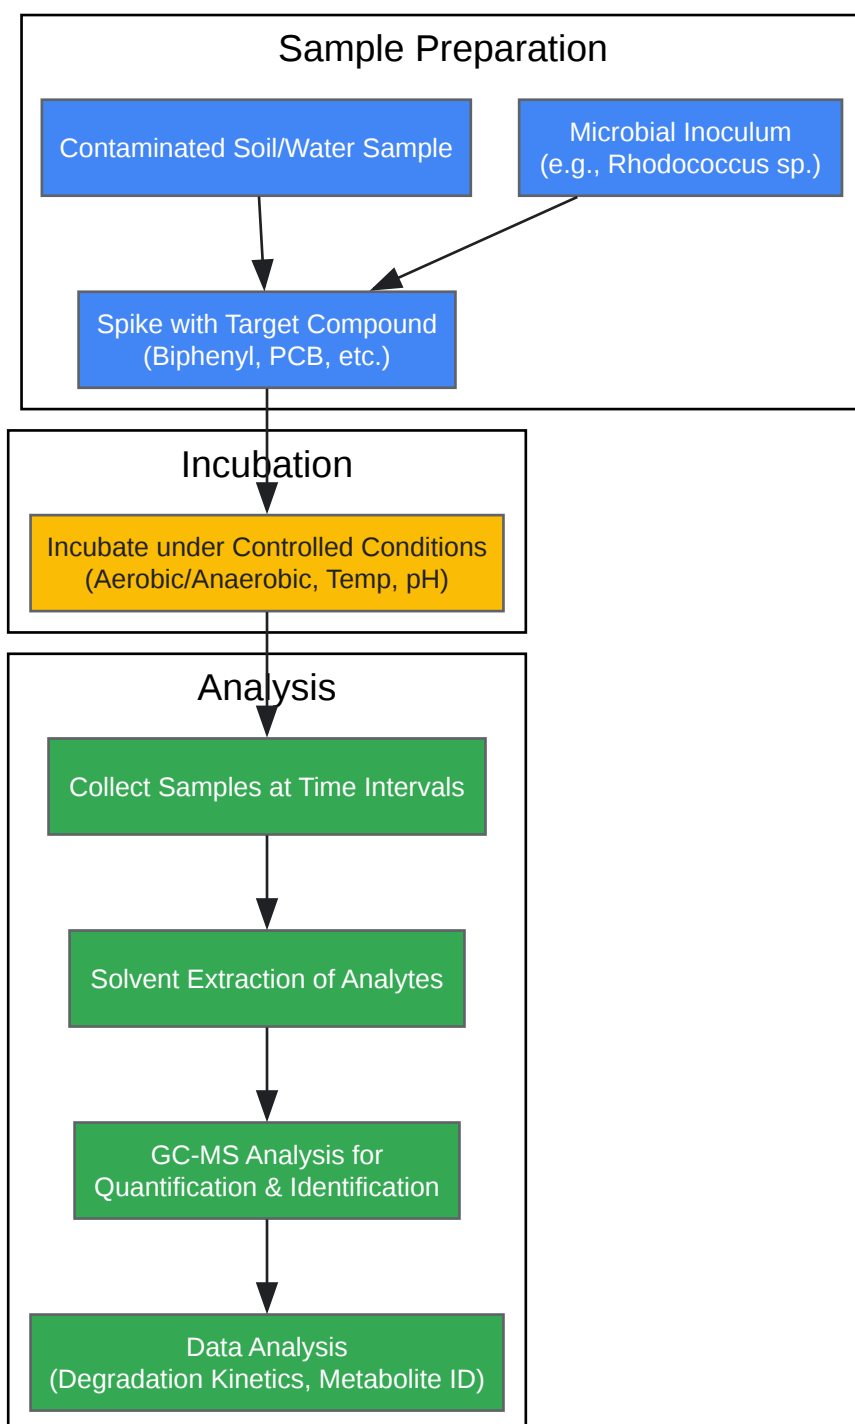 Sample Preparation
Contaminated Soil/Water Sample
Microbial Inoculum
(e.g., Rhodococcus sp.)
Spike with Target Compound
(Biphenyl, PCB, etc.)
Incubation
Incubate under Controlled Conditions
(Aerobic/Anaerobic, Temp, pH)
Analysis
Collect Samples at Time Intervals
Solvent Extraction of Analytes
GC-MS Analysis for
Quantification & Identification
Data Analysis
(Degradation Kinetics, Metabolite ID)